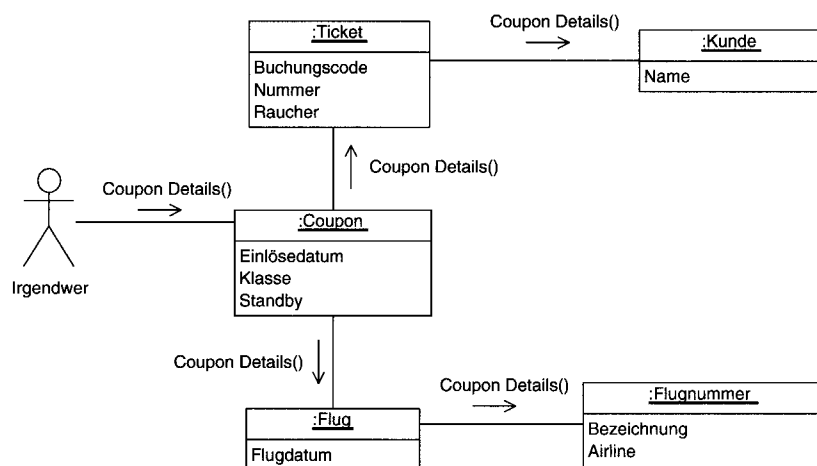 :Ticket
Buchungscode
Nummer
Raucher
Coupon Details()
:Kunde
Name
Coupon Details()
Coupon Details()
Irgendwer
:Coupon
Einlösedatum
Klasse
Standby
Coupon Details()
:Flug
Flugdatum
Coupon Details()
:Flugnummer
Bezeichnung
Airline